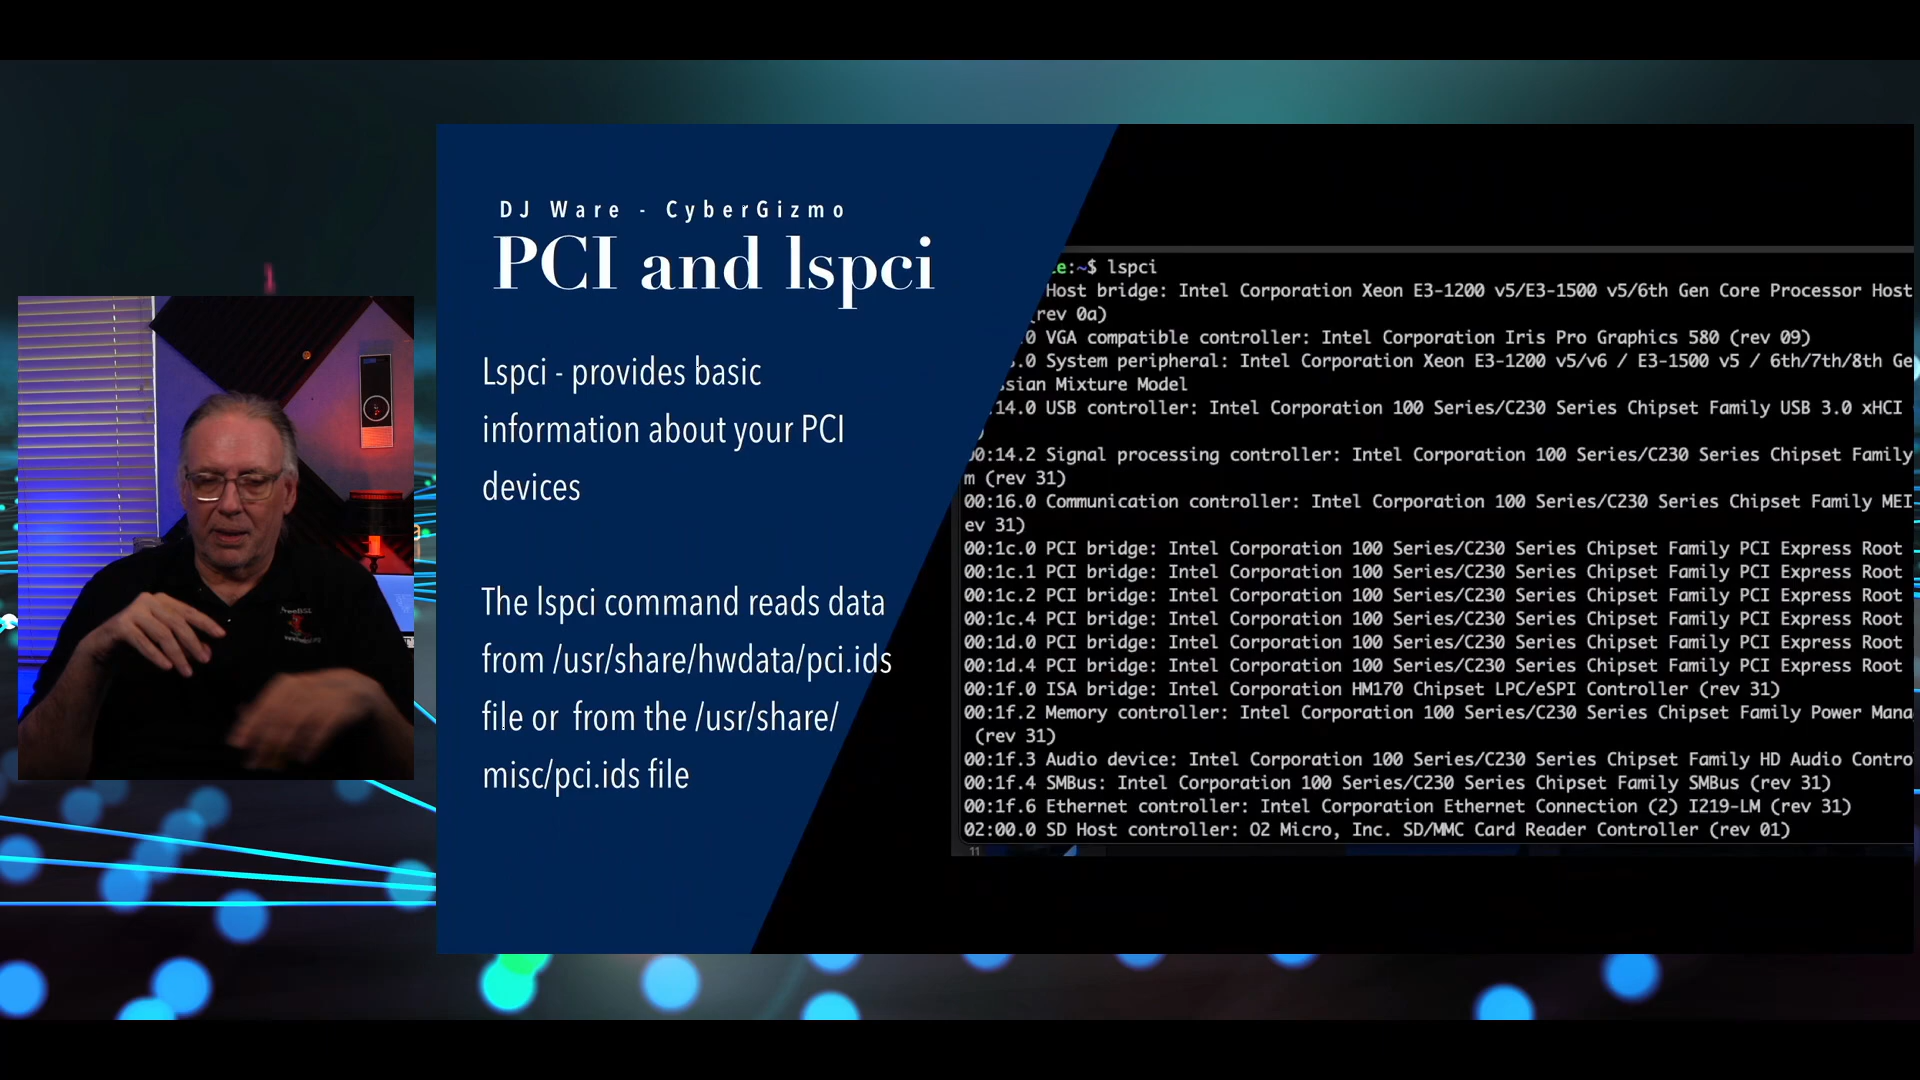 DJ Ware - CyberGizmo
PCI and lspci
Lspci - provides basic
information about your PCI
devices
The lspci command reads data
from /usr/share/hwdata/pci.ids
file or from the /usr/share/
misc/pci.ids file
e:~$ lspci
Host bridge: Intel Corporation Xeon E3-1200 v5/E3-1500 v5/6th Gen Core Processor Host
(rev 0a)
0 VGA compatible controller: Intel Corporation Iris Pro Graphics 580 (rev 09)
.0 System peripheral: Intel Corporation Xeon E3-1200 v5/v6 / E3-1500 v5 / 6th/7th/8th Ge
sian Mixture Model
14.0 USB controller: Intel Corporation 100 Series/C230 Series Chipset Family USB 3.0 xHCI
)
00:14.2 Signal processing controller: Intel Corporation 100 Series/C230 Series Chipset Family
m (rev 31)
00:16.0 Communication controller: Intel Corporation 100 Series/C230 Series Chipset Family MEI
ev 31)
00:1c.0 PCI bridge: Intel Corporation 100 Series/C230 Series Chipset Family PCI Express Root
00:1c.1 PCI bridge: Intel Corporation 100 Series/C230 Series Chipset Family PCI Express Root
00:1c.2 PCI bridge: Intel Corporation 100 Series/C230 Series Chipset Family PCI Express Root
00:1c.4 PCI bridge: Intel Corporation 100 Series/C230 Series Chipset Family PCI Express Root
00:1d.0 PCI bridge: Intel Corporation 100 Series/C230 Series Chipset Family PCI Express Root
00:1d.4 PCI bridge: Intel Corporation 100 Series/C230 Series Chipset Family PCI Express Root
00:1f.0 ISA bridge: Intel Corporation HM170 Chipset LPC/eSPI Controller (rev 31)
00:1f.2 Memory controller: Intel Corporation 100 Series/C230 Series Chipset Family Power Mana
(rev 31)
00:1f.3 Audio device: Intel Corporation 100 Series/C230 Series Chipset Family HD Audio Contro
00:1f.4 SMBus: Intel Corporation 100 Series/C230 Series Chipset Family SMBus (rev 31)
00:1f.6 Ethernet controller: Intel Corporation Ethernet Connection (2) I219-LM (rev 31)
02:00.0 SD Host controller: O2 Micro, Inc. SD/MMC Card Reader Controller (rev 01)
11